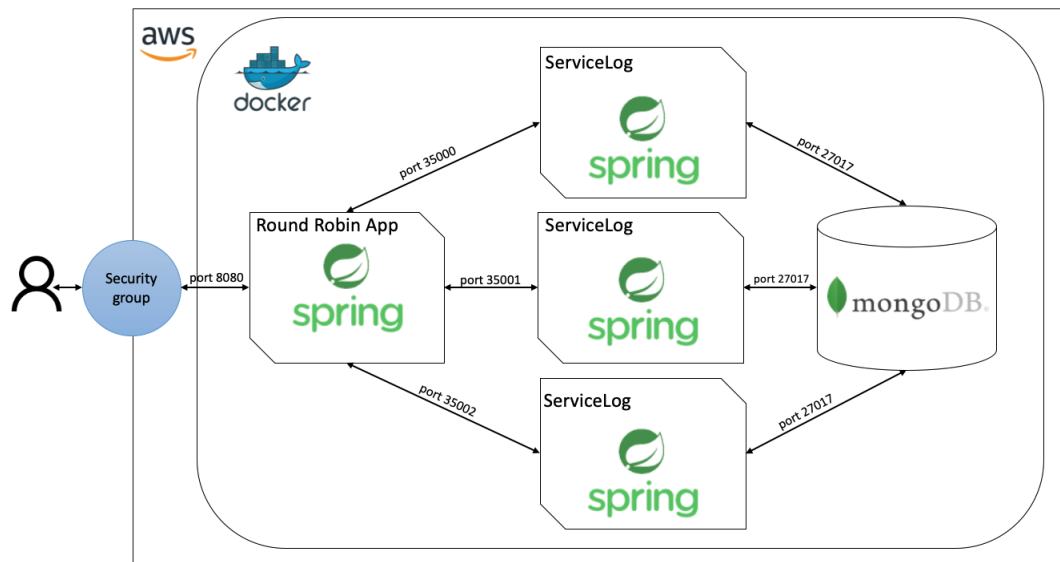 aws
docker
ServiceLog
spring
port 35000
port 27017
Round Robin App
spring
ServiceLog
spring
Security
group
port 8080
port 35001
port 27017
mongoDB®
port 35002
port 27017
ServiceLog
spring